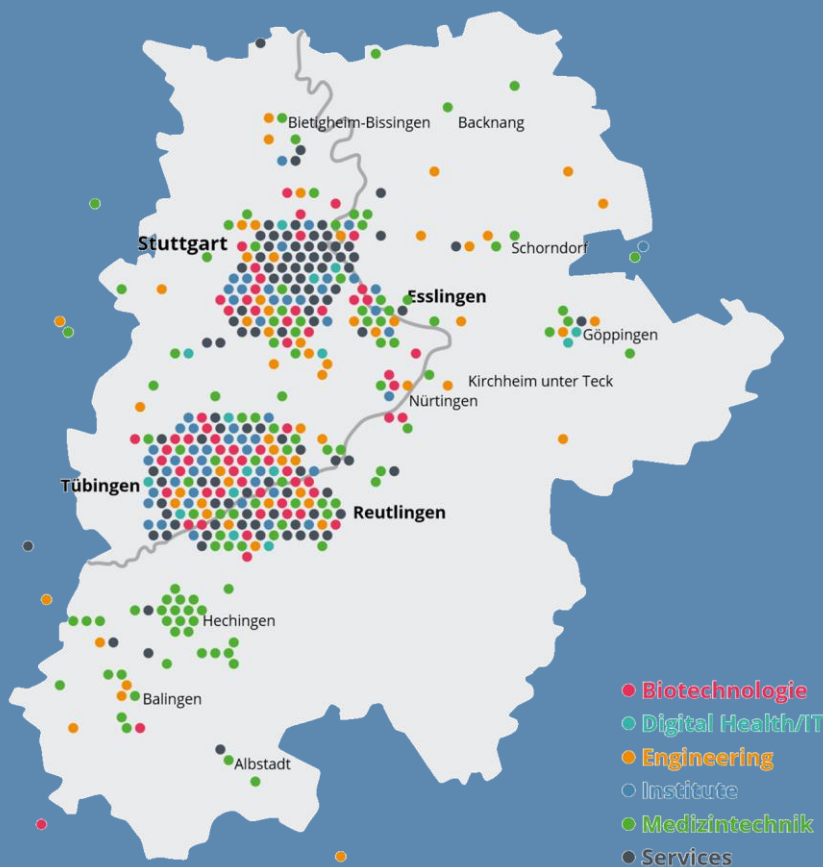 Bietigheim-Bissingen
Backnang
Stuttgart
Schorndorf
Esslingen
Göppingen
Kirchheim unter Teck
Nürtingen
Tübingen
Reutlingen
Hechingen
Balingen
Albstadt
Biotechnologie
Digital Health/IT
Engineering
Institute
Medizintechnik
Services